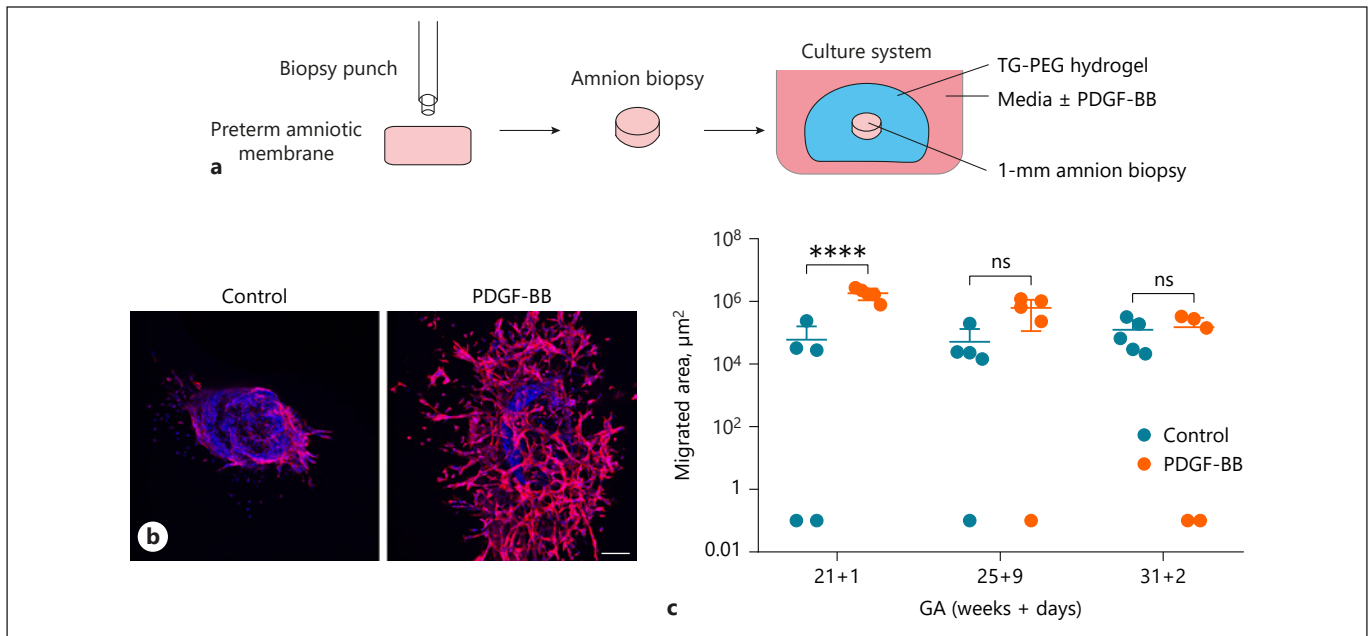 Biopsy punch
Preterm amniotic
membrane
a
Amnion biopsy
Culture system
TG-PEG hydrogel
Media ± PDGF-BB
1-mm amnion biopsy
Control
PDGF-BB
b
Migrated area, µm²
10⁸
10⁶
10⁴
10²
1
0.01
****
ns
ns
Control
PDGF-BB
21+1
25+9
31+2
c
GA (weeks + days)